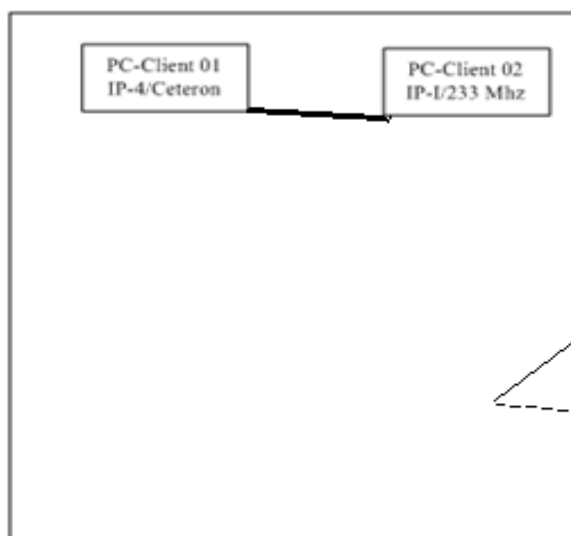 PC-Client 01
IP-4/Ceteron
PC-Client 02
IP-I/233 Mhz